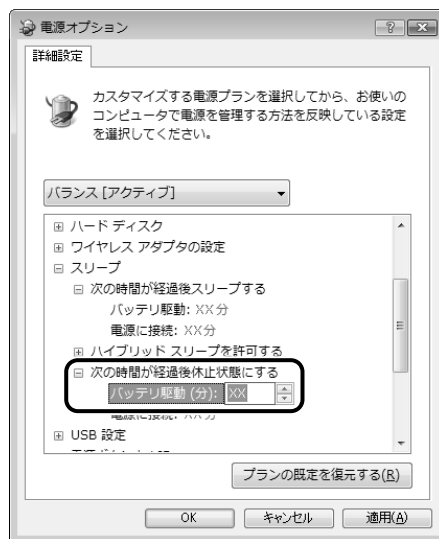 電源オプション
詳細設定
カスタマイズする電源プランを選択してから、お使いの
コンピュータで電源を管理する方法を反映している設定
を選択してください。
バランス [アクティブ]
ハード ディスク
ワイヤレス アダプタの設定
スリープ
次の時間が経過後スリープする
バッテリ駆動: XX分
電源に接続: XX分
ハイブリッド スリープを許可する
次の時間が経過後休止状態にする
バッテリ駆動 (分): XX
USB 設定
プランの既定を復元する(R)
OK キャンセル 適用(A)